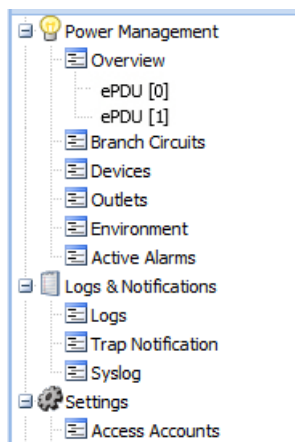 Power Management
Overview
ePDU [0]
ePDU [1]
Branch Circuits
Devices
Outlets
Environment
Active Alarms
Logs & Notifications
Logs
Trap Notification
Syslog
Settings
Access Accounts